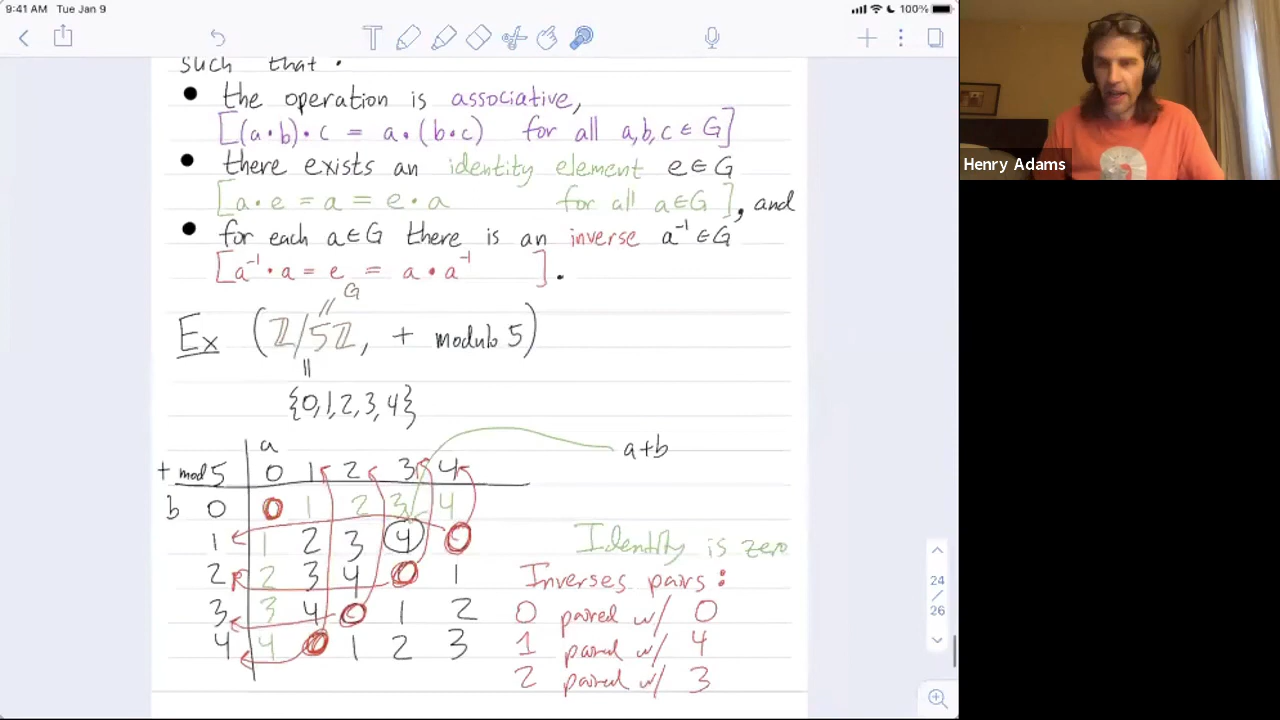 9:41 AM Tue Jan 9
100%
Henry Adams
such that
• the operation is associative,
[(a·b)·c = a·(b·c) for all a,b,c ∈ G]
• there exists an identity element e∈G
[a·e = a = e·a for all a∈G], and
• for each a∈G there is an inverse a⁻¹ ∈ G
[a⁻¹·a = e = a·a⁻¹ ].
G
Ex (ℤ/5ℤ, + modulo 5)
{0,1,2,3,4}
a
a+b
+ mod 5 0 1 2 3 4
b 0 0 1 2 3 4
1 1 2 3 4 0
Identity is zero
2 2 3 4 0 1
Inverses pairs:
3 3 4 0 1 2
0 paired w/ 0
4 4 0 1 2 3
1 paired w/ 4
2 paired w/ 3
24
/
26